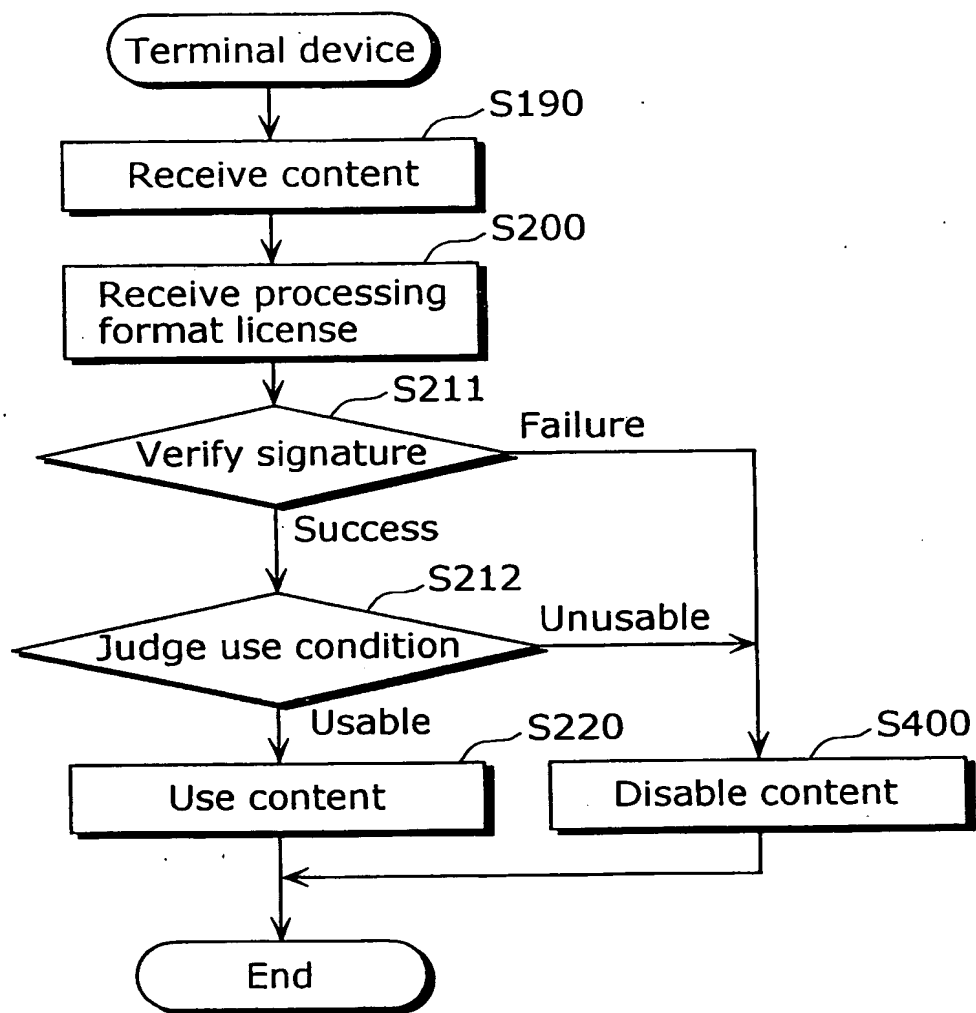 Terminal device
S190
Receive content
S200
Receive processing
format license
S211
Verify signature
Failure
Success
S212
Judge use condition
Unusable
Usable
S220
Use content
S400
Disable content
End